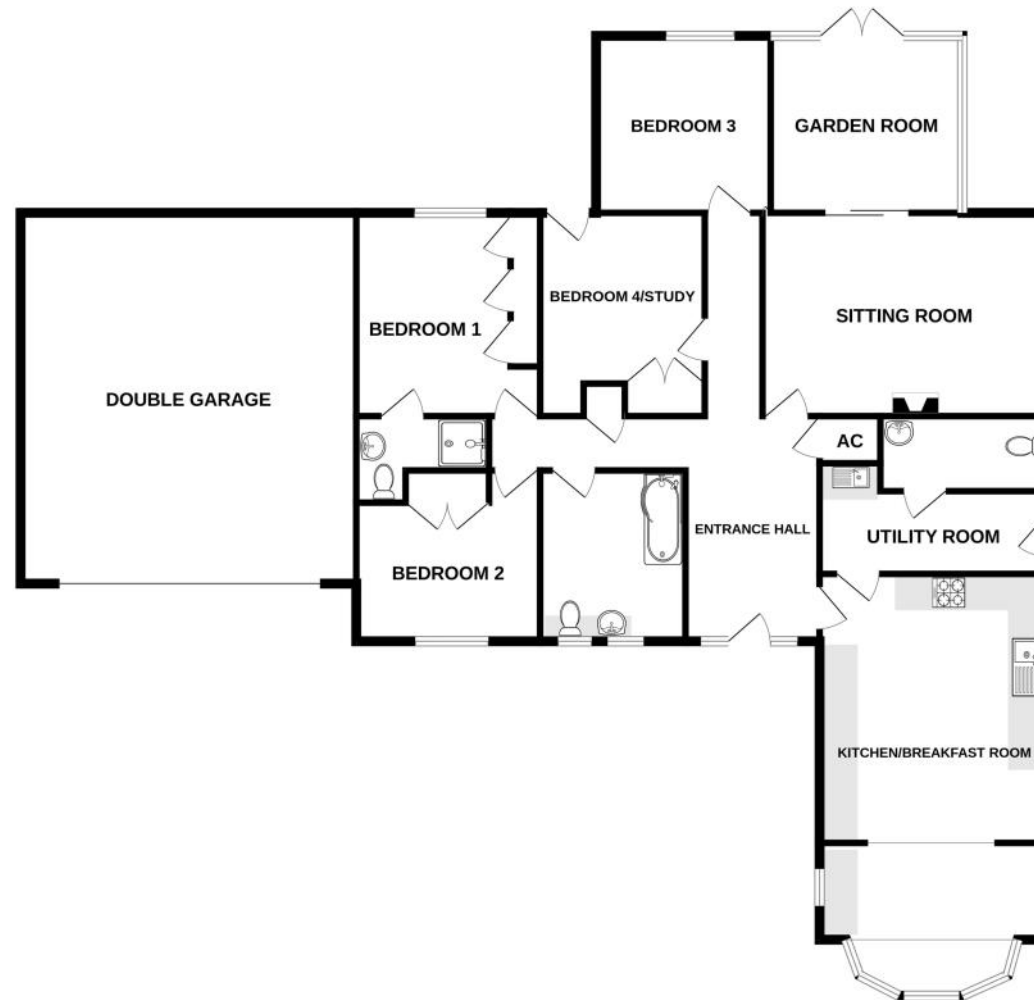 BEDROOM 3
GARDEN ROOM
BEDROOM 4/STUDY
SITTING ROOM
BEDROOM 1
DOUBLE GARAGE
AC
ENTRANCE HALL
UTILITY ROOM
BEDROOM 2
KITCHEN/BREAKFAST ROOM